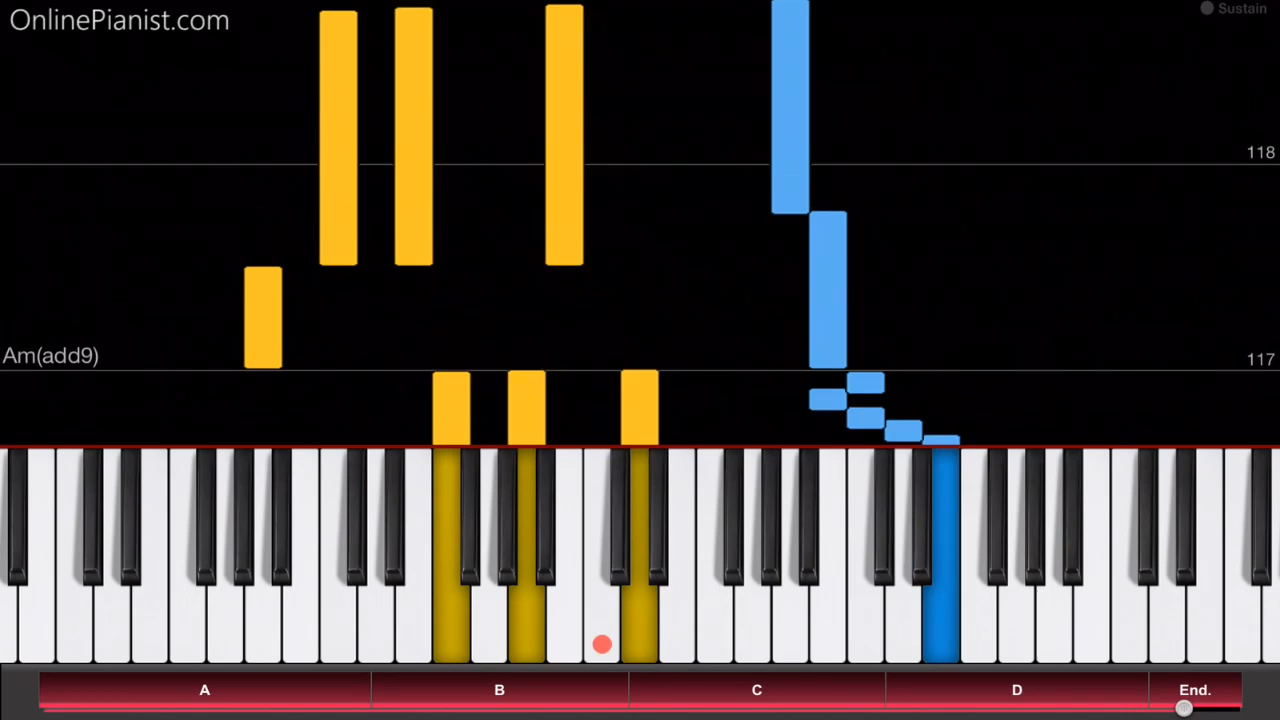 OnlinePianist.com
Sustain
118
Am(add9)
117
A
B
C
D
End.